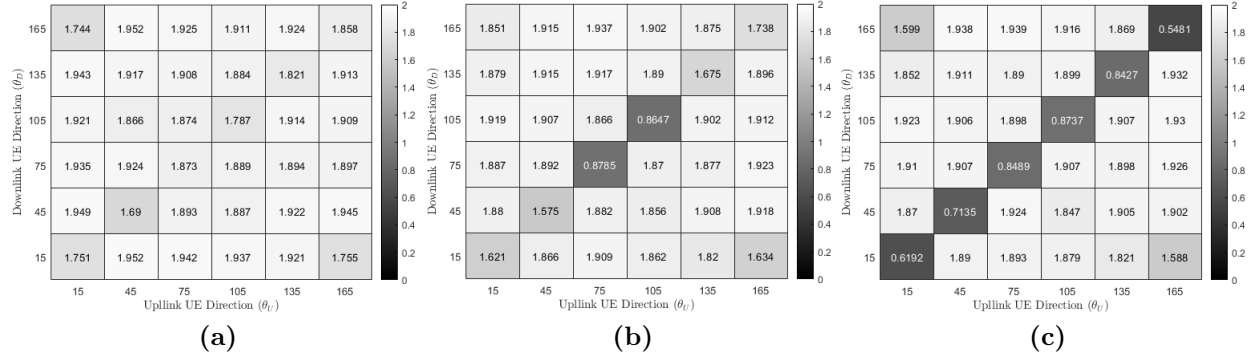 165 1.744 1.952 1.925 1.911 1.924 1.858
135 1.943 1.917 1.908 1.884 1.821 1.913
105 1.921 1.866 1.874 1.787 1.914 1.909
75 1.935 1.924 1.873 1.889 1.894 1.897
45 1.949 1.69 1.893 1.887 1.922 1.945
15 1.751 1.952 1.942 1.937 1.921 1.755
15 45 75 105 135 165
Downlink UE Direction (θ_D)
Upllink UE Direction (θ_U)
2
1.8
1.6
1.4
1.2
1
0.8
0.6
0.4
0.2
0
(a)
165 1.851 1.915 1.937 1.902 1.922 1.738
135 1.879 1.915 1.917 1.89 1.675 1.896
105 1.919 1.907 1.866 0.8647 1.902 1.912
75 1.887 1.892 0.8785 1.87 1.877 1.923
45 1.88 1.575 1.882 1.856 1.908 1.918
15 1.621 1.866 1.909 1.862 1.82 1.634
15 45 75 105 135 165
Downlink UE Direction (θ_D)
Upllink UE Direction (θ_U)
2
1.8
1.6
1.4
1.2
1
0.8
0.6
0.4
0.2
0
(b)
165 1.599 1.938 1.939 1.916 1.869 0.5481
135 1.852 1.911 1.89 1.899 0.8427 1.932
105 1.923 1.906 1.898 0.8737 1.907 1.93
75 1.91 1.907 0.8489 1.907 1.898 1.926
45 1.87 0.7135 1.924 1.847 1.905 1.902
15 0.6192 1.89 1.893 1.879 1.821 1.588
15 45 75 105 135 165
Downlink UE Direction (θ_D)
Upllink UE Direction (θ_U)
2
1.8
1.6
1.4
1.2
1
0.8
0.6
0.4
0.2
0
(c)